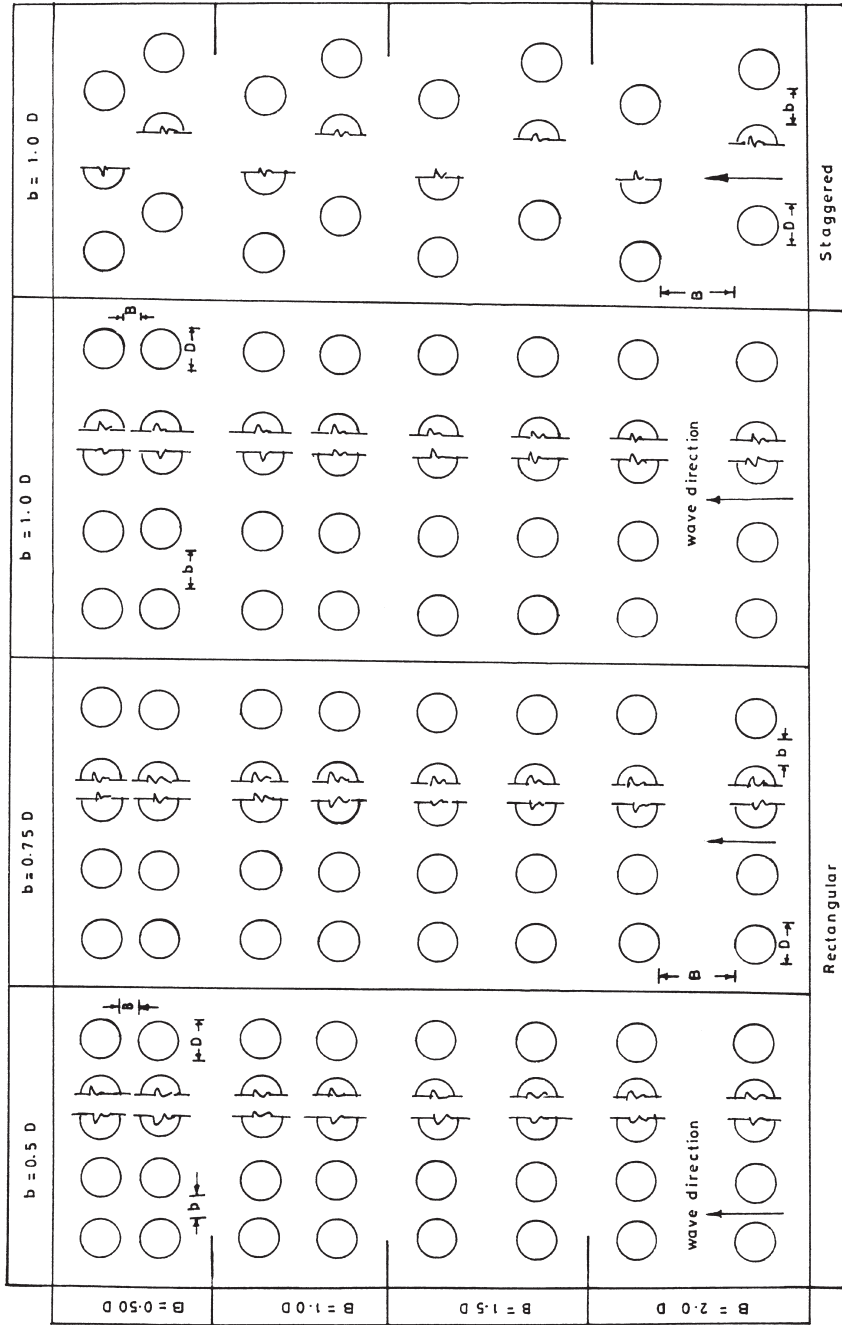 b = 0.5 D
b = 0.75 D
b = 1.0 D
b = 1.0 D
B = 0.50 D
b
B
D
b
B
D
B = 1.0 D
B = 1.5 D
B = 2.0 D
wave direction
B
D
b
wave direction
B
D
b
Rectangular
Staggered